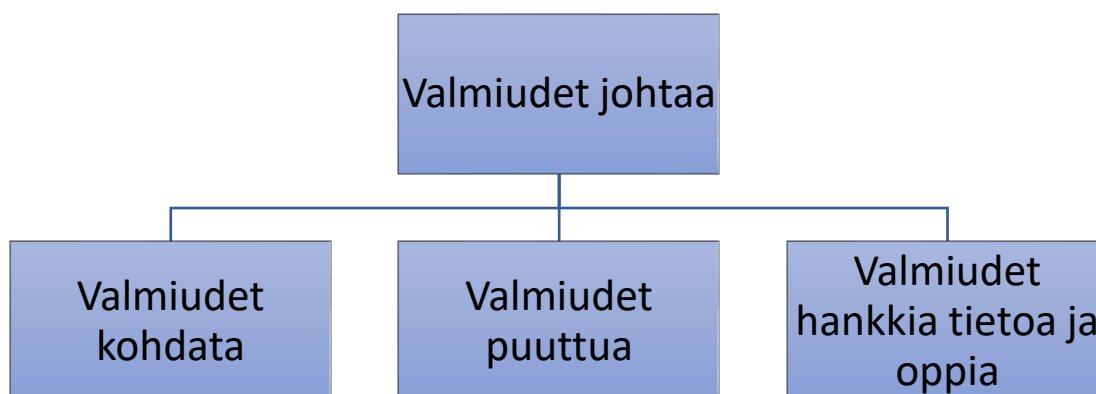 Valmiudet johtaa
Valmiudet
kohdata
Valmiudet
puuttua
Valmiudet
hankkia tietoa ja
oppia